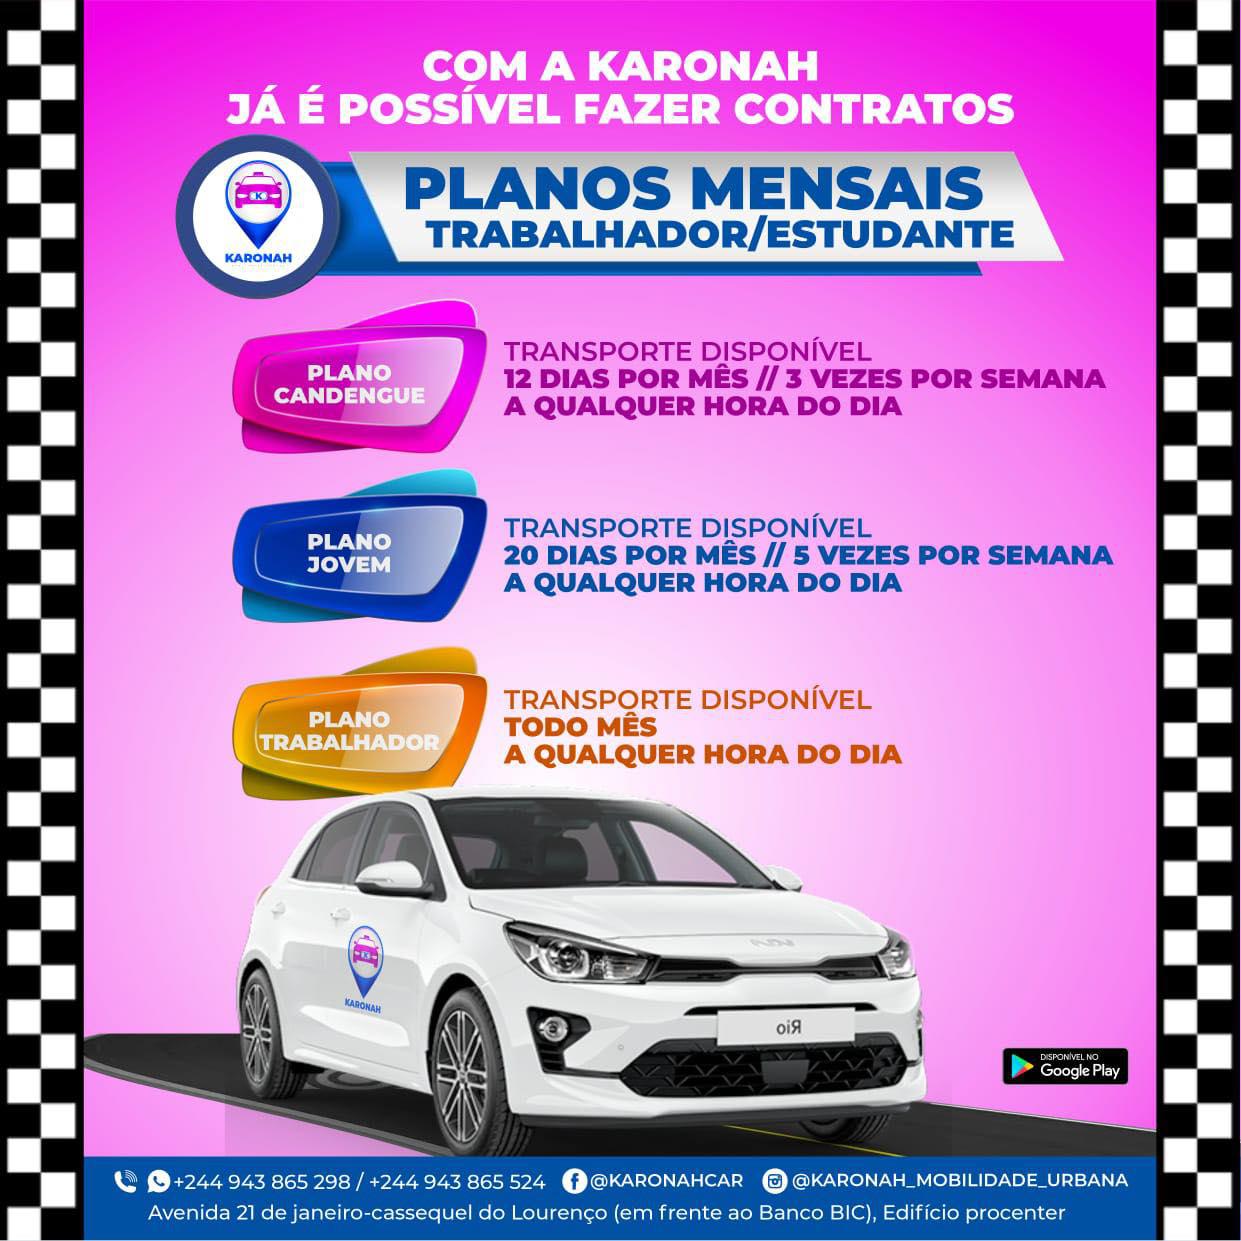 COM A KARONAH
JÁ É POSSÍVEL FAZER CONTRATOS
PLANOS MENSAIS
TRABALHADOR/ESTUDANTE
K
KARONAH
PLANO
CANDENGUE
TRANSPORTE DISPONÍVEL
12 DIAS POR MÊS // 3 VEZES POR SEMANA
A QUALQUER HORA DO DIA
PLANO
JOVEM
TRANSPORTE DISPONÍVEL
20 DIAS POR MÊS // 5 VEZES POR SEMANA
A QUALQUER HORA DO DIA
PLANO
TRABALHADOR
TRANSPORTE DISPONÍVEL
TODO MÊS
A QUALQUER HORA DO DIA
KIA
K
KARONAH
Rio
DISPONÍVEL NO
Google Play
+244 943 865 298 / +244 943 865 524 @KARONAHCAR @KARONAH_MOBILIDADE_URBANA
Avenida 21 de janeiro-cassequel do Lourenço (em frente ao Banco BIC), Edifício procenter